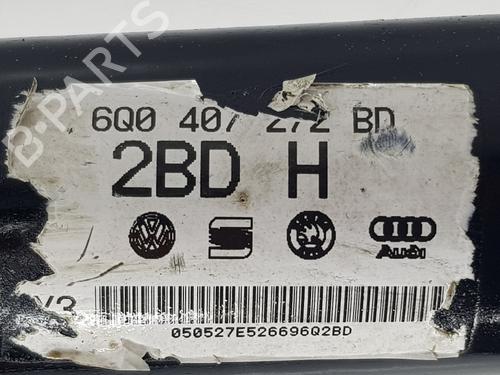 B-PARTS
6Q0 407 272 BD
2BD H
Audi
V3
050527E526696Q2BD